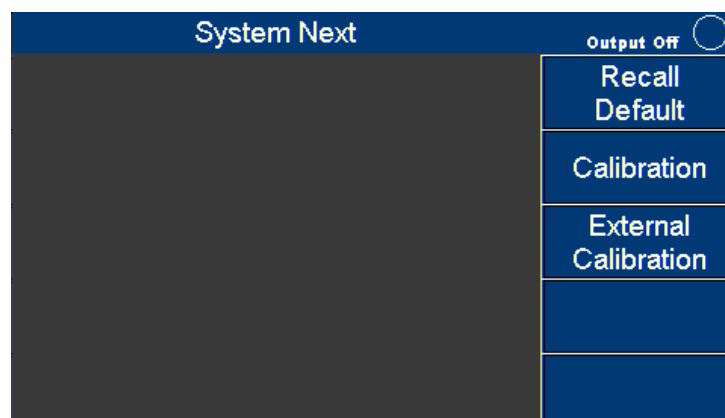 System Next
Output Off
Recall
Default
Calibration
External
Calibration